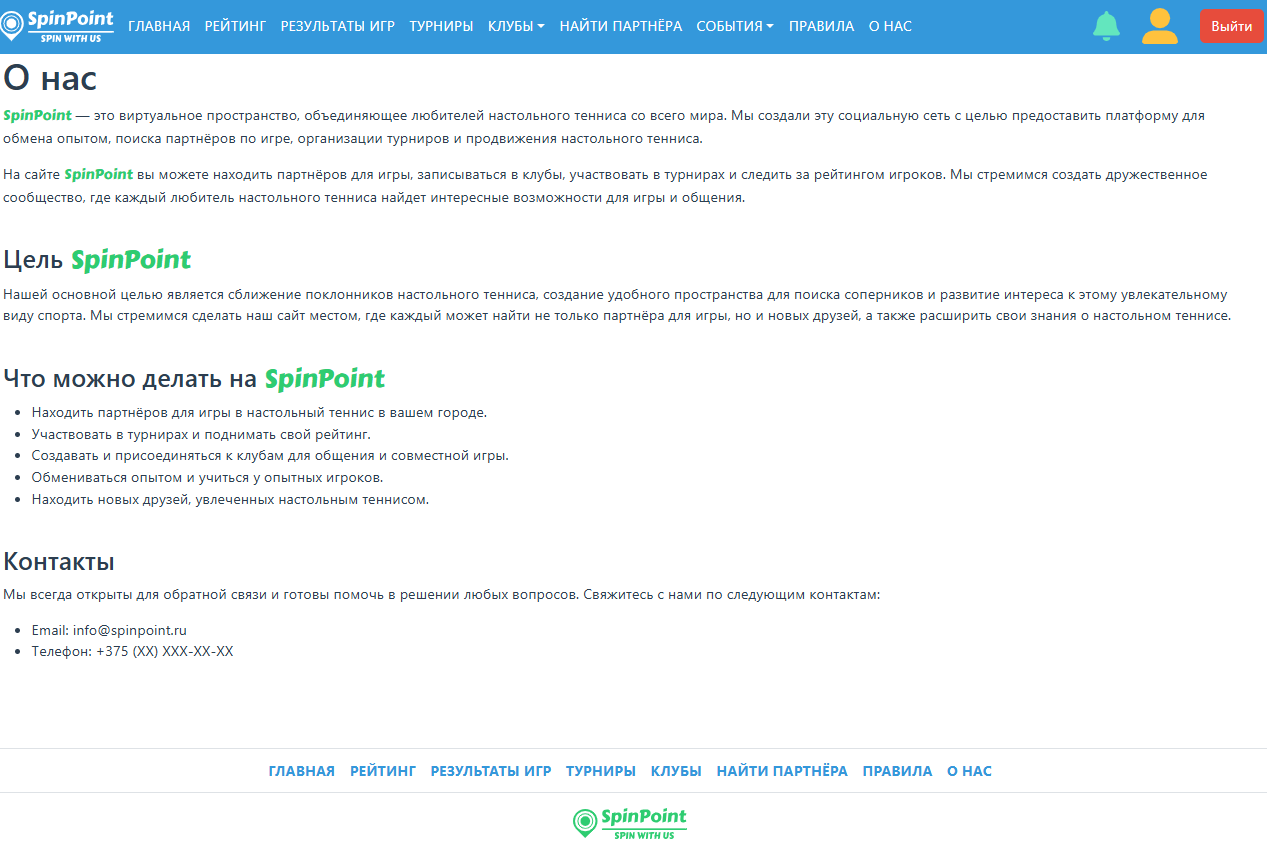 SpinPoint
SPIN WITH US
ГЛАВНАЯ РЕЙТИНГ РЕЗУЛЬТАТЫ ИГР ТУРНИРЫ КЛУБЫ НАЙТИ ПАРТНЁРА СОБЫТИЯ ПРАВИЛА О НАС Выйти
О нас
SpinPoint — это виртуальное пространство, объединяющее любителей настольного тенниса со всего мира. Мы создали эту социальную сеть с целью предоставить платформу для
обмена опытом, поиска партнёров по игре, организации турниров и продвижения настольного тенниса.
На сайте SpinPoint вы можете находить партнёров для игры, записываться в клубы, участвовать в турнирах и следить за рейтингом игроков. Мы стремимся создать дружественное
сообщество, где каждый любитель настольного тенниса найдет интересные возможности для игры и общения.
Цель SpinPoint
Нашей основной целью является сближение поклонников настольного тенниса, создание удобного пространства для поиска соперников и развитие интереса к этому увлекательному
виду спорта. Мы стремимся сделать наш сайт местом, где каждый может найти не только партнёра для игры, но и новых друзей, а также расширить свои знания о настольном теннисе.
Что можно делать на SpinPoint
• Находить партнёров для игры в настольный теннис в вашем городе.
• Участвовать в турнирах и поднимать свой рейтинг.
• Создавать и присоединяться к клубам для общения и совместной игры.
• Обмениваться опытом и учиться у опытных игроков.
• Находить новых друзей, увлеченных настольным теннисом.
Контакты
Мы всегда открыты для обратной связи и готовы помочь в решении любых вопросов. Свяжитесь с нами по следующим контактам:
• Email: info@spinpoint.ru
• Телефон: +375 (XX) XXX-XX-XX
ГЛАВНАЯ РЕЙТИНГ РЕЗУЛЬТАТЫ ИГР ТУРНИРЫ КЛУБЫ НАЙТИ ПАРТНЁРА ПРАВИЛА О НАС
SpinPoint
SPIN WITH US